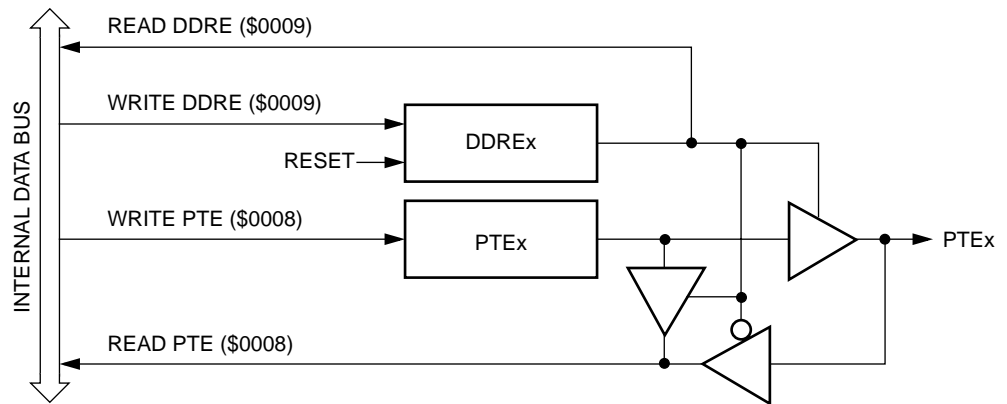 READ DDRE ($0009)
WRITE DDRE ($0009)
DDREx
RESET
INTERNAL DATA BUS
WRITE PTE ($0008)
PTEx
PTEx
READ PTE ($0008)